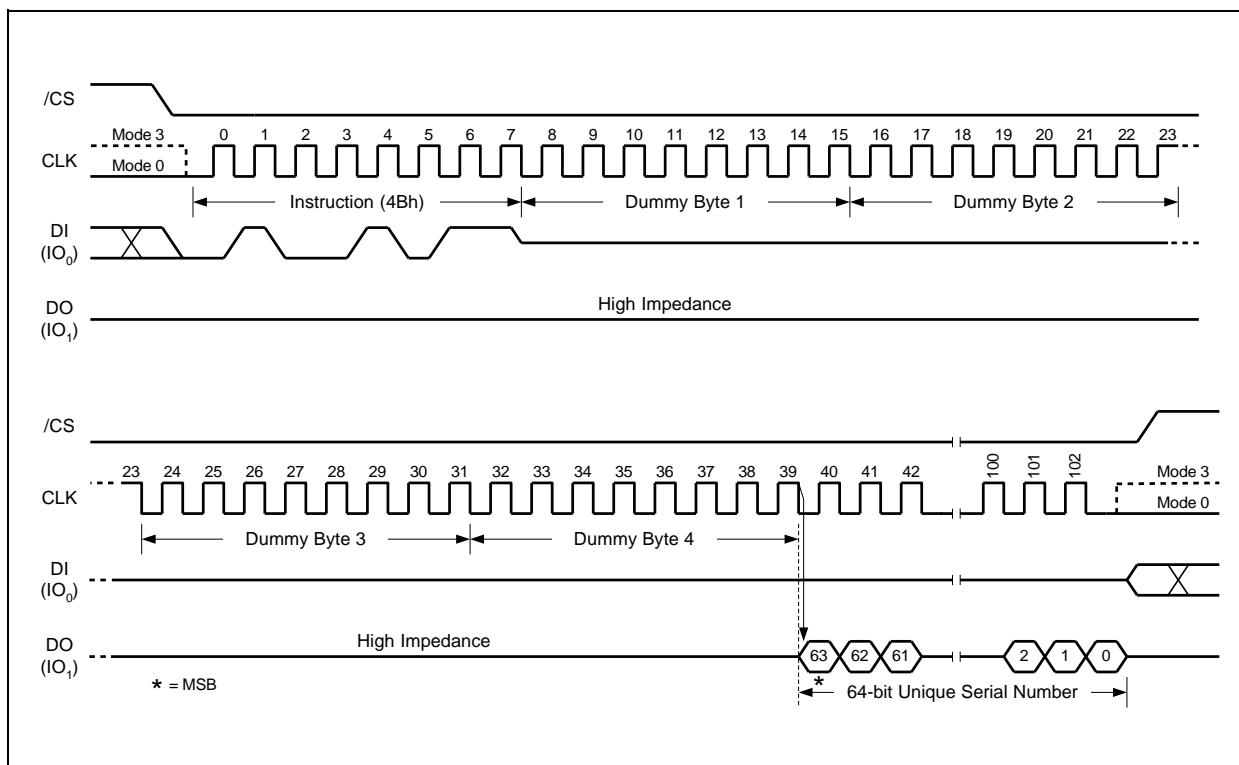 /CS
Mode 3
0 1 2 3 4 5 6 7 8 9 10 11 12 13 14 15 16 17 18 19 20 21 22 23
CLK
Mode 0
Instruction (4Bh) Dummy Byte 1 Dummy Byte 2
DI
(IO0)
High Impedance
DO
(IO1)
/CS
23 24 25 26 27 28 29 30 31 32 33 34 35 36 37 38 39 40 41 42 100 101 102
Mode 3
CLK
Mode 0
Dummy Byte 3 Dummy Byte 4
DI
(IO0)
High Impedance
DO
(IO1)
63 62 61 2 1 0
* = MSB
*
64-bit Unique Serial Number